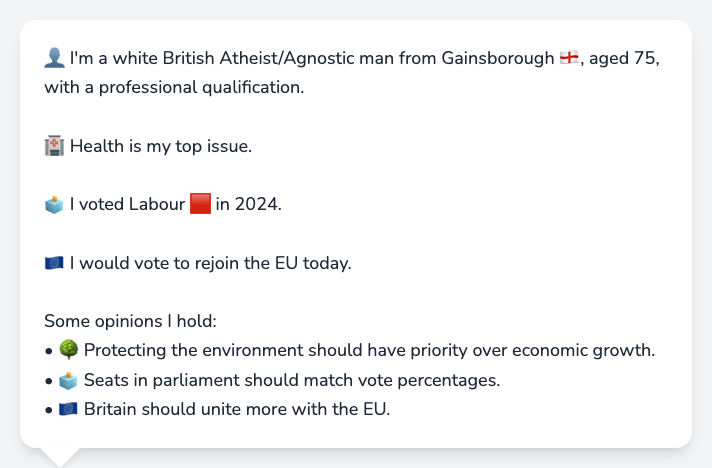 👤 I'm a white British Atheist/Agnostic man from Gainsborough 🏴󠁧󠁢󠁥󠁮󠁧󠁿, aged 75,
with a professional qualification.
🏥 Health is my top issue.
🗳️ I voted Labour 🟥 in 2024.
🇪🇺 I would vote to rejoin the EU today.
Some opinions I hold:
• 🌳 Protecting the environment should have priority over economic growth.
• 🗳️ Seats in parliament should match vote percentages.
• 🇪🇺 Britain should unite more with the EU.